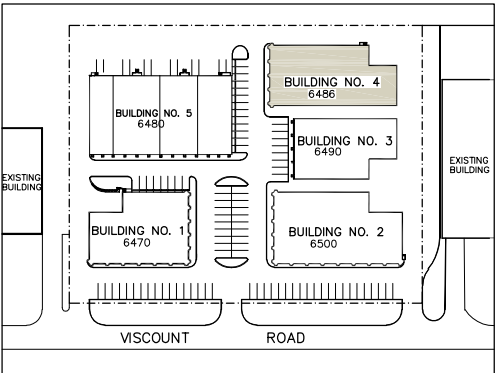 BUILDING NO. 4
6486
BUILDING NO. 5
6480
BUILDING NO. 3
6490
EXISTING
BUILDING
EXISTING
BUILDING
BUILDING NO. 1
6470
BUILDING NO. 2
6500
VISCOUNT ROAD